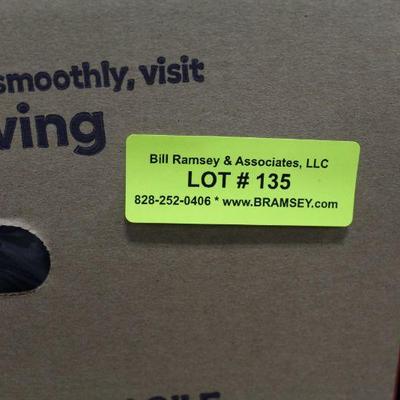 smoothly, visit
ving
Bill Ramsey & Associates, LLC
LOT # 135
828-252-0406 * www.BRAMSEY.com